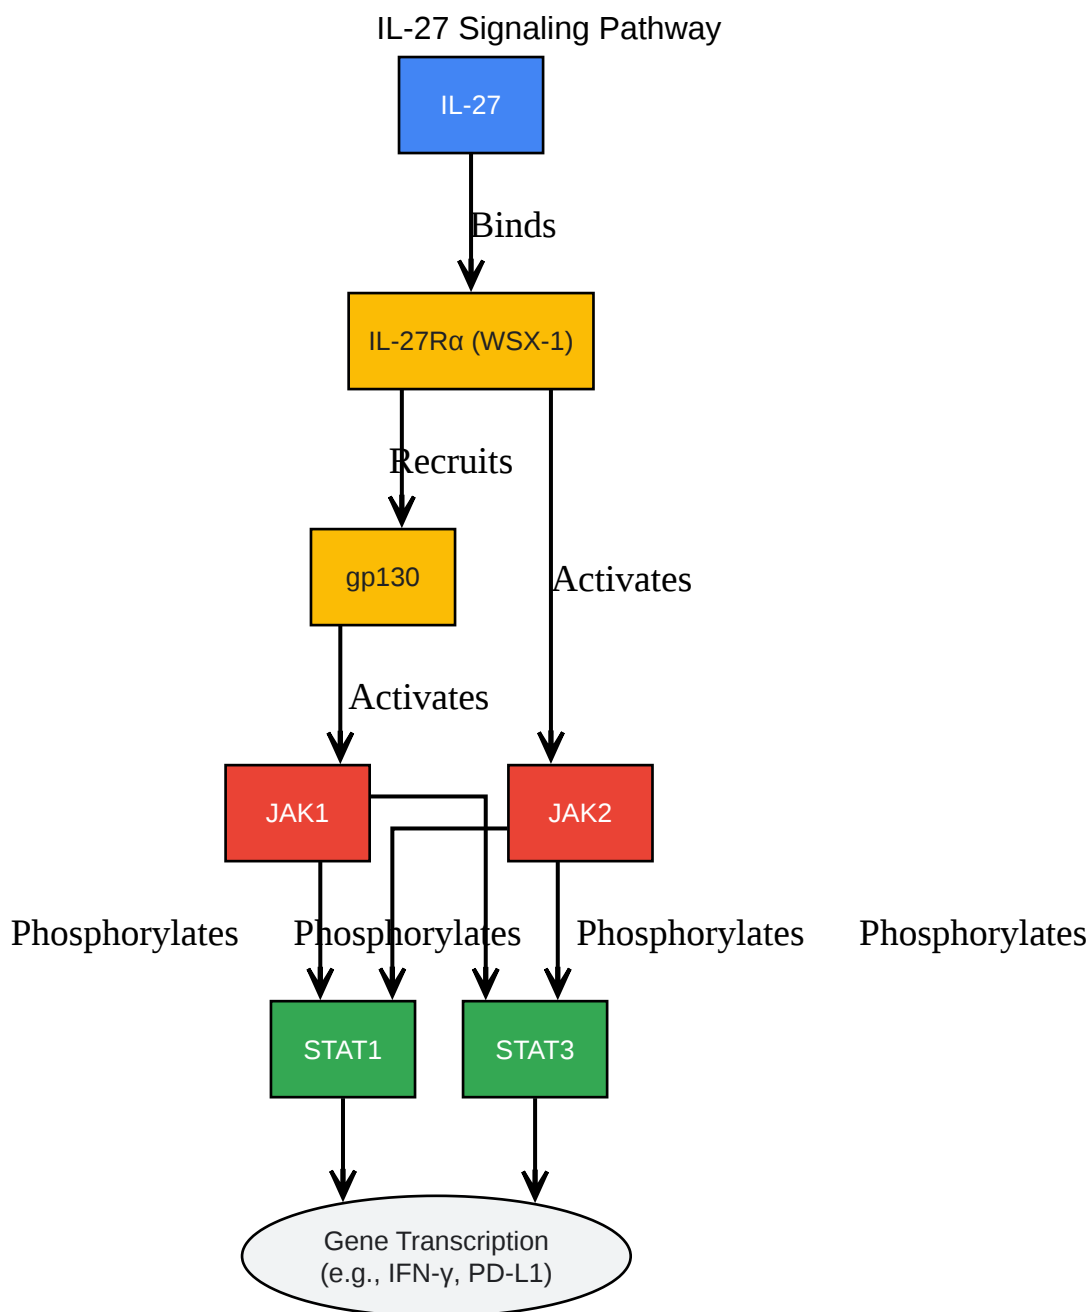 IL-27 Signaling Pathway
IL-27
Binds
IL-27Rα (WSX-1)
Recruits
gp130
Activates
Activates
JAK1
JAK2
Phosphorylates
Phosphorylates
Phosphorylates
Phosphorylates
STAT1
STAT3
Gene Transcription
(e.g., IFN-γ, PD-L1)